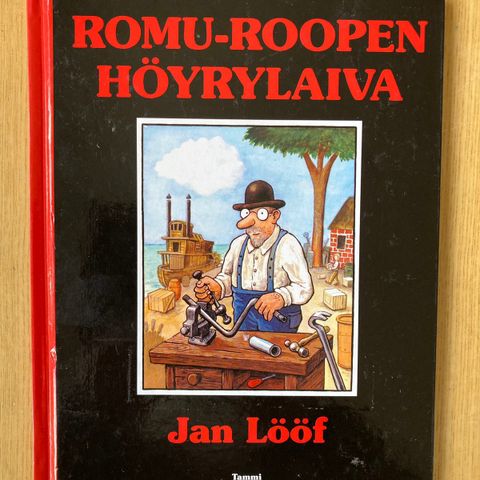 ROMU-ROOPEN
HÖYRYLAIVA
Jan Lööf
Tammi